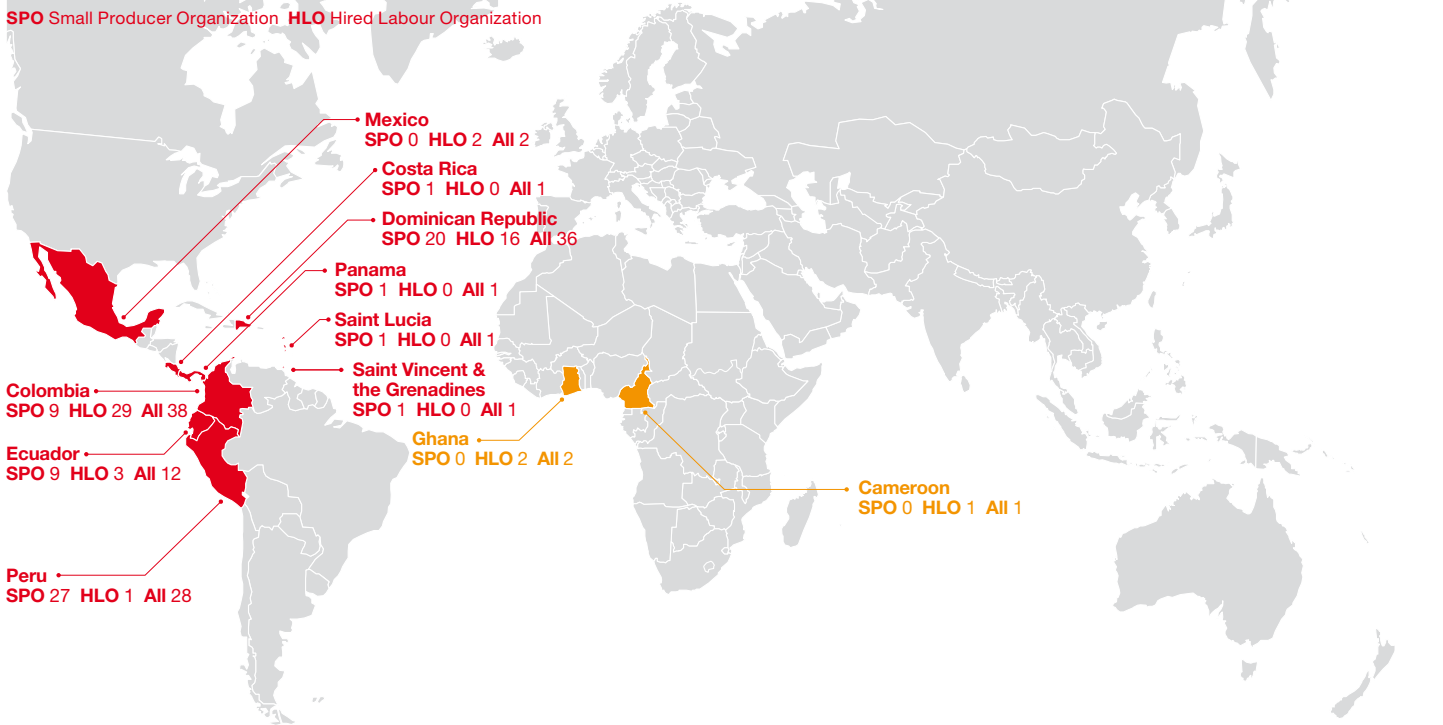 SPO Small Producer Organization HLO Hired Labour Organization
Mexico
SPO 0 HLO 2 All 2
Costa Rica
SPO 1 HLO 0 All 1
Dominican Republic
SPO 20 HLO 16 All 36
Panama
SPO 1 HLO 0 All 1
Saint Lucia
SPO 1 HLO 0 All 1
Saint Vincent &
the Grenadines
SPO 1 HLO 0 All 1
Colombia
SPO 9 HLO 29 All 38
Ecuador
SPO 9 HLO 3 All 12
Peru
SPO 27 HLO 1 All 28
Ghana
SPO 0 HLO 2 All 2
Cameroon
SPO 0 HLO 1 All 1